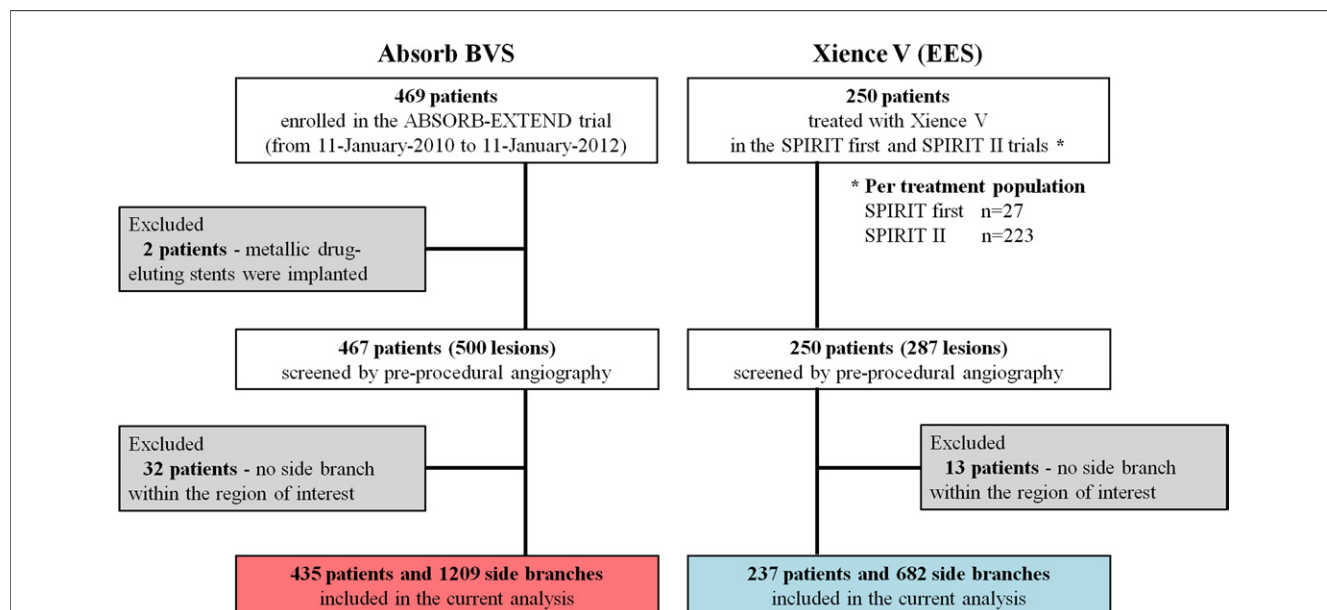 Absorb BVS
469 patients
enrolled in the ABSORB-EXTEND trial
(from 11-January-2010 to 11-January-2012)
Excluded
2 patients - metallic drug-
eluting stents were implanted
467 patients (500 lesions)
screened by pre-procedural angiography
Excluded
32 patients - no side branch
within the region of interest
435 patients and 1209 side branches
included in the current analysis
Xience V (EES)
250 patients
treated with Xience V
in the SPIRIT first and SPIRIT II trials *
* Per treatment population
SPIRIT first n=27
SPIRIT II n=223
250 patients (287 lesions)
screened by pre-procedural angiography
Excluded
13 patients - no side branch
within the region of interest
237 patients and 682 side branches
included in the current analysis